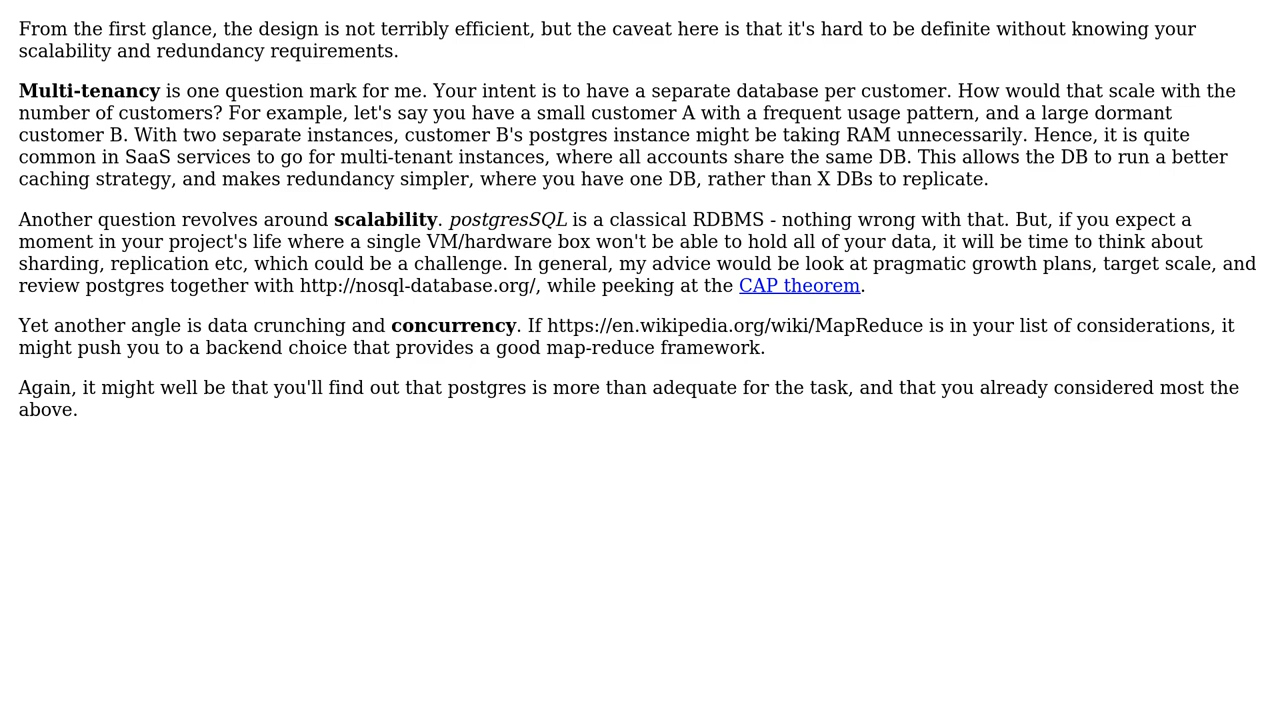 From the first glance, the design is not terribly efficient, but the caveat here is that it's hard to be definite without knowing your
scalability and redundancy requirements.
Multi-tenancy is one question mark for me. Your intent is to have a separate database per customer. How would that scale with the
number of customers? For example, let's say you have a small customer A with a frequent usage pattern, and a large dormant
customer B. With two separate instances, customer B's postgres instance might be taking RAM unnecessarily. Hence, it is quite
common in SaaS services to go for multi-tenant instances, where all accounts share the same DB. This allows the DB to run a better
caching strategy, and makes redundancy simpler, where you have one DB, rather than X DBs to replicate.
Another question revolves around scalability. postgresSQL is a classical RDBMS - nothing wrong with that. But, if you expect a
moment in your project's life where a single VM/hardware box won't be able to hold all of your data, it will be time to think about
sharding, replication etc, which could be a challenge. In general, my advice would be look at pragmatic growth plans, target scale, and
review postgres together with http://nosql-database.org/, while peeking at the CAP theorem.
Yet another angle is data crunching and concurrency. If https://en.wikipedia.org/wiki/MapReduce is in your list of considerations, it
might push you to a backend choice that provides a good map-reduce framework.
Again, it might well be that you'll find out that postgres is more than adequate for the task, and that you already considered most the
above.